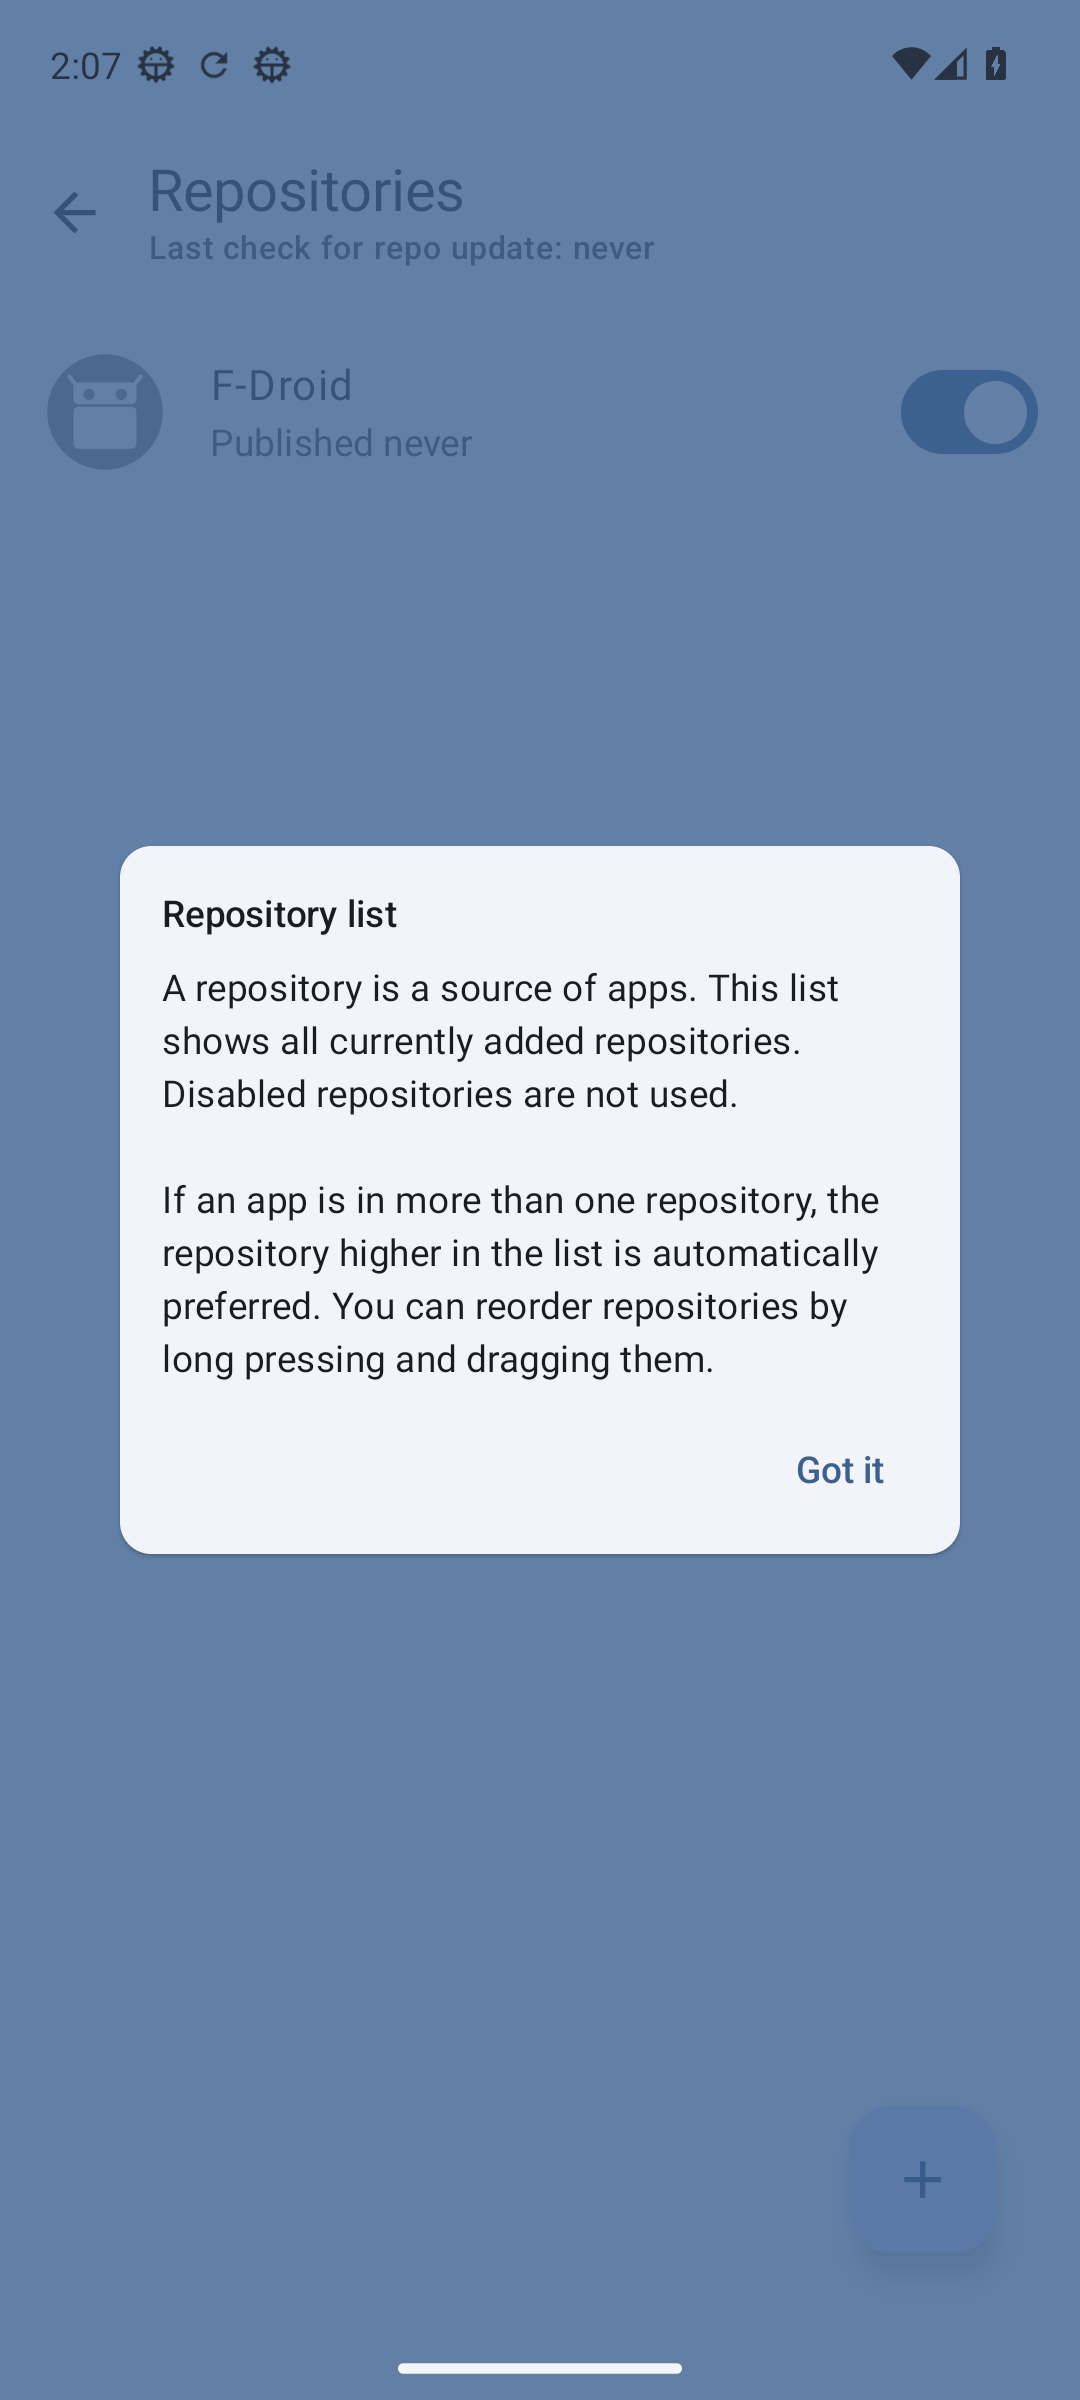 2:07
Repositories
Last check for repo update: never
F-Droid
Published never
Repository list
A repository is a source of apps. This list
shows all currently added repositories.
Disabled repositories are not used.
If an app is in more than one repository, the
repository higher in the list is automatically
preferred. You can reorder repositories by
long pressing and dragging them.
Got it